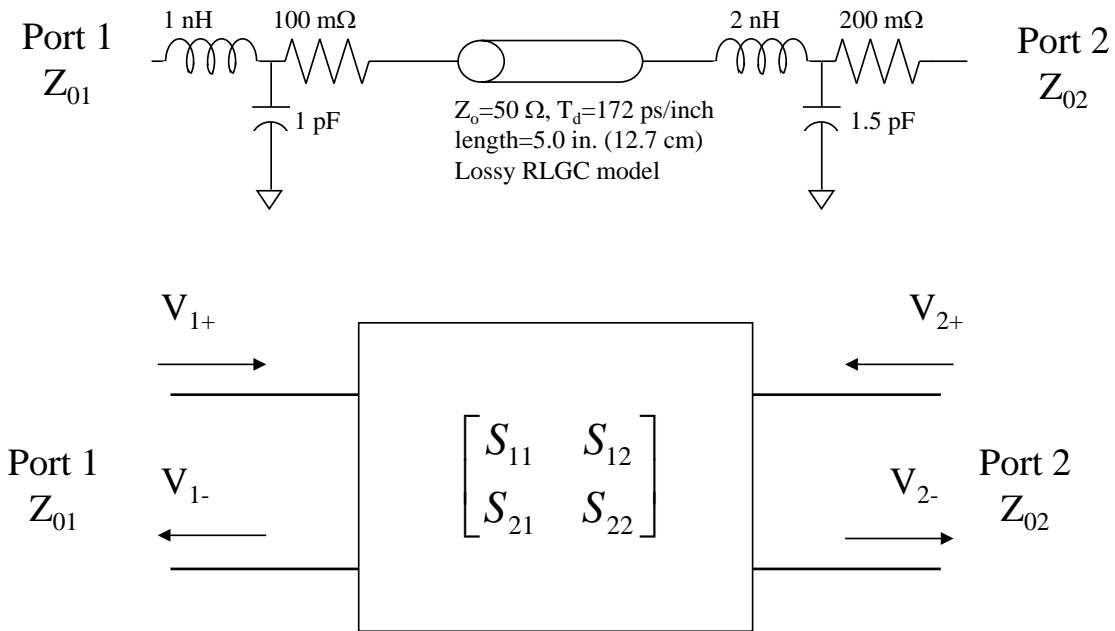 1 nH
100 mΩ
2 nH
200 mΩ
Port 1
Z₀₁
Port 2
Z₀₂
1 pF
Zₒ=50 Ω, T_d=172 ps/inch
length=5.0 in. (12.7 cm)
Lossy RLGC model
1.5 pF
V₁₊
V₂₊
S₁₁ S₁₂
S₂₁ S₂₂
Port 1
Z₀₁
V₁₋
V₂₋
Port 2
Z₀₂